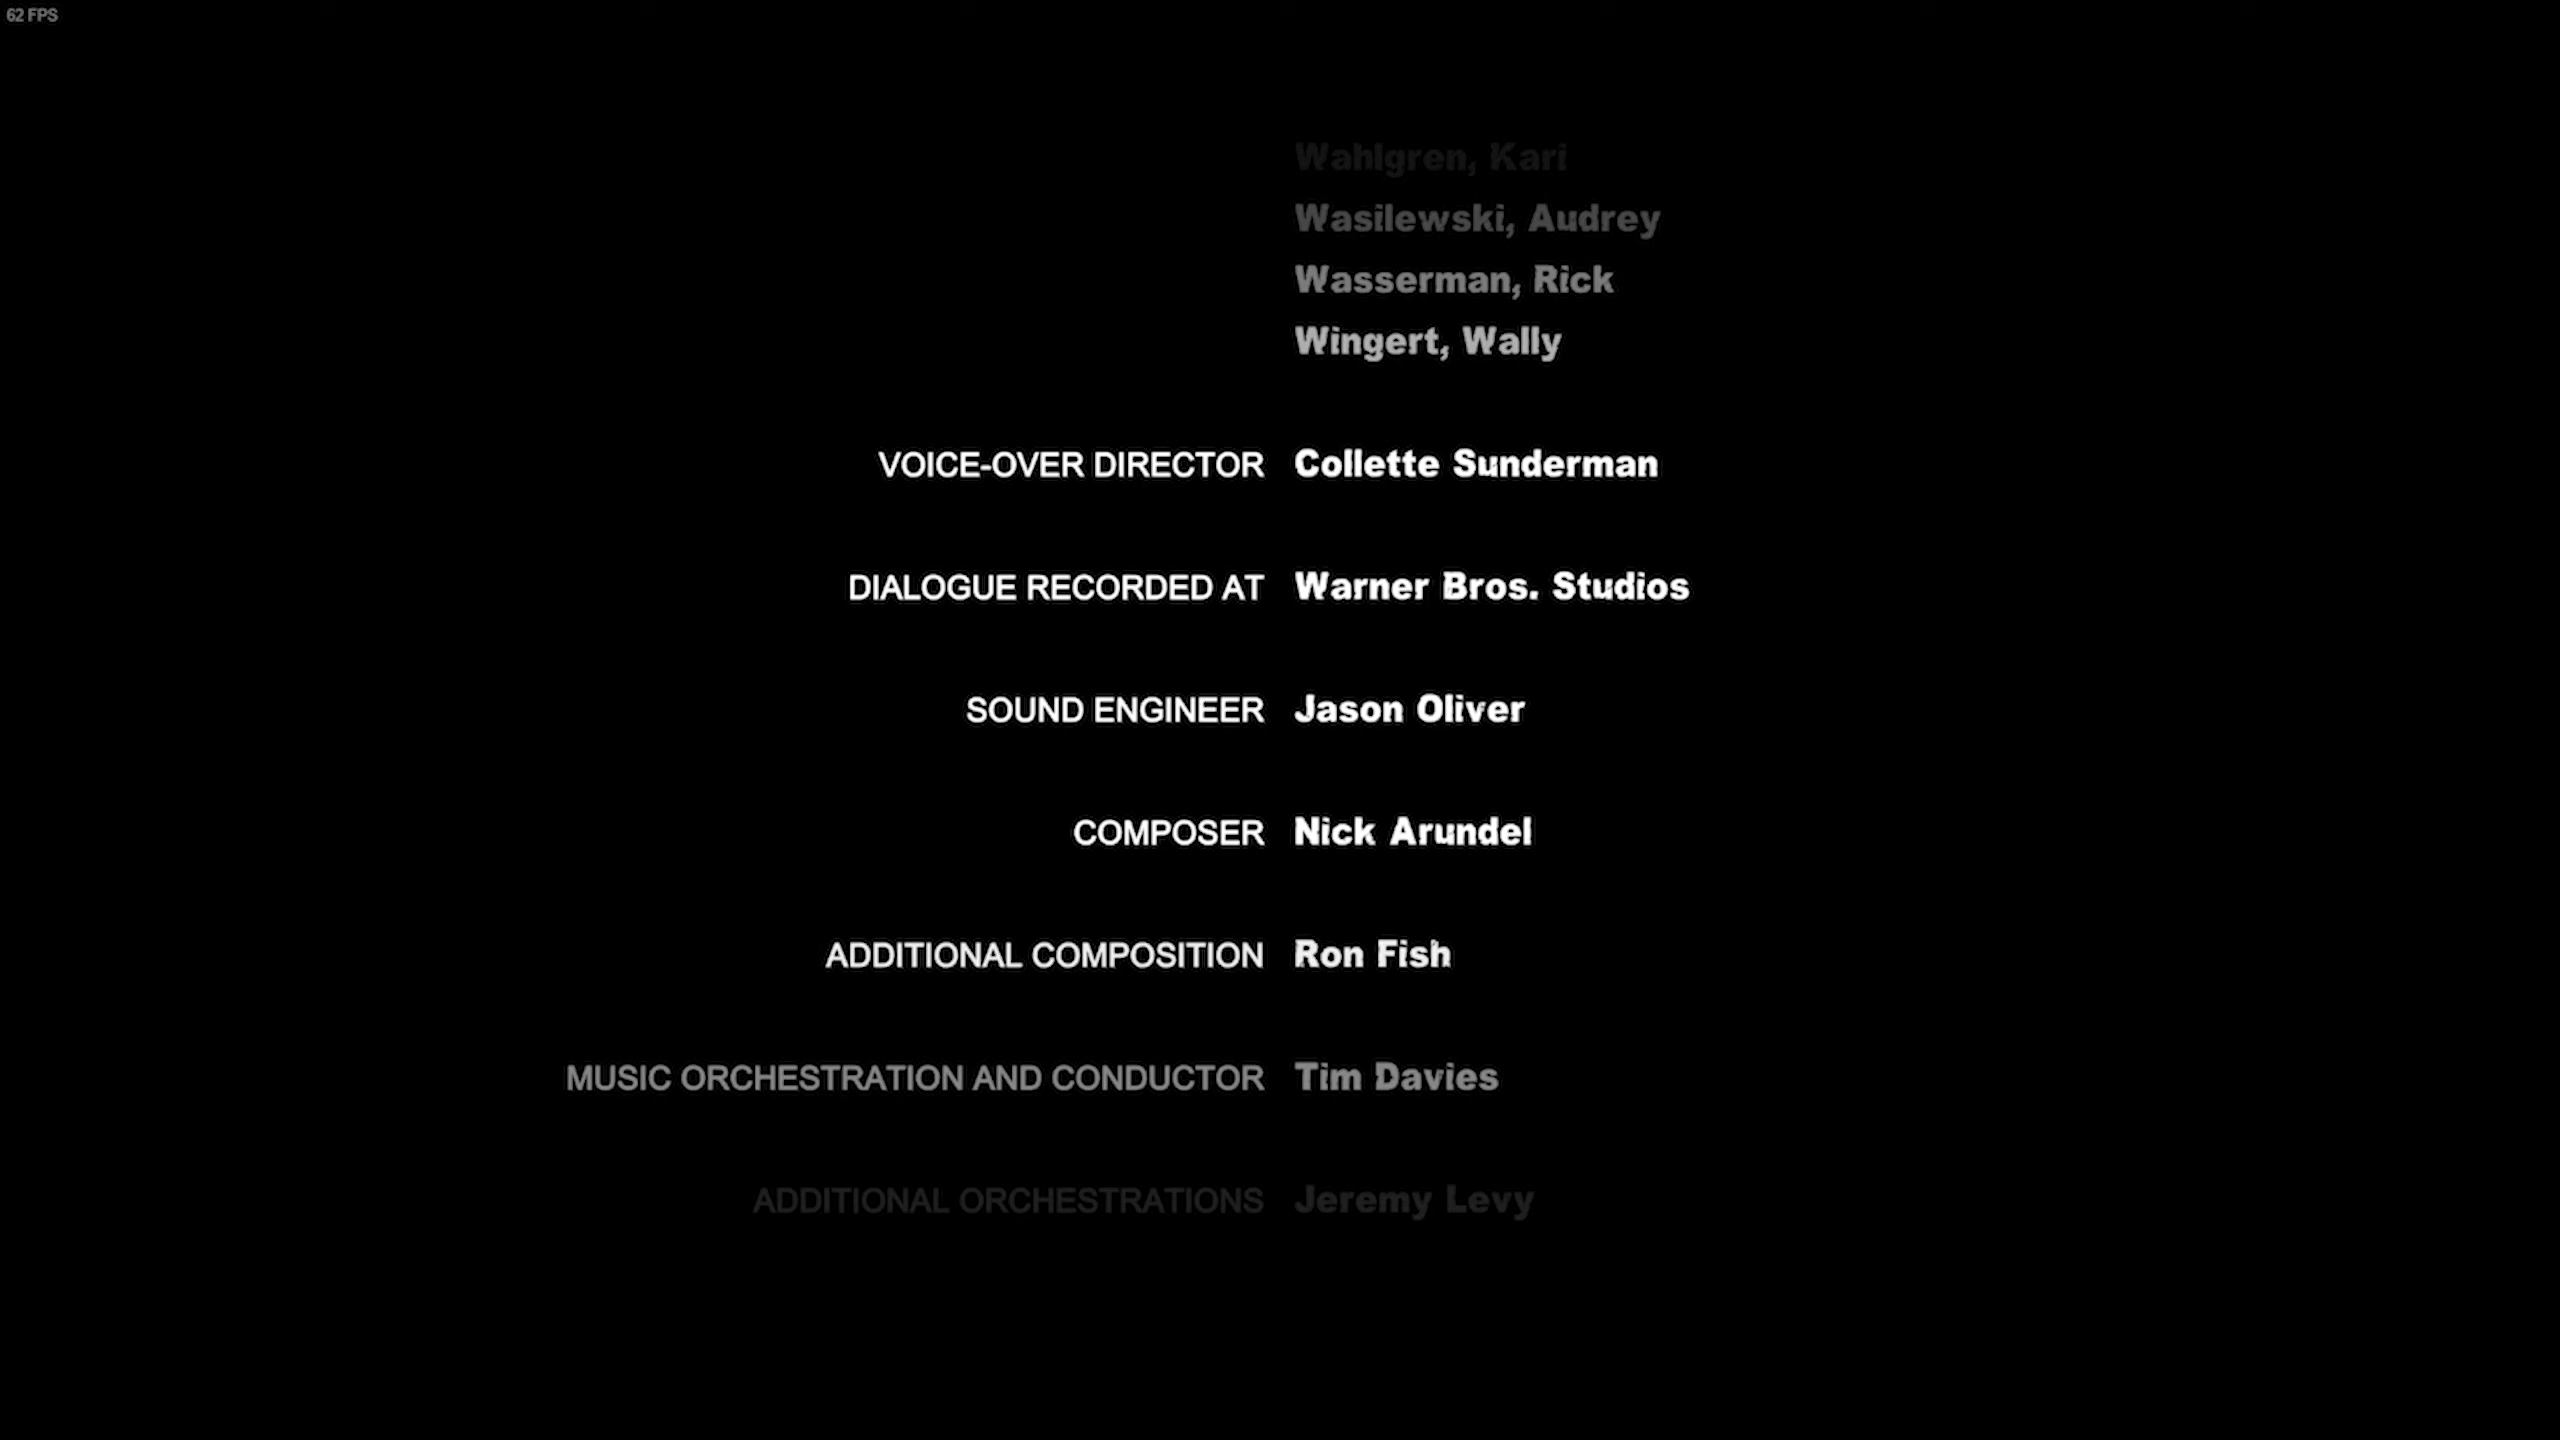 62 FPS
Wahlgren, Kari
Wasilewski, Audrey
Wasserman, Rick
Wingert, Wally
VOICE-OVER DIRECTOR Collette Sunderman
DIALOGUE RECORDED AT Warner Bros. Studios
SOUND ENGINEER Jason Oliver
COMPOSER Nick Arundel
ADDITIONAL COMPOSITION Ron Fish
MUSIC ORCHESTRATION AND CONDUCTOR Tim Davies
ADDITIONAL ORCHESTRATIONS Jeremy Levy